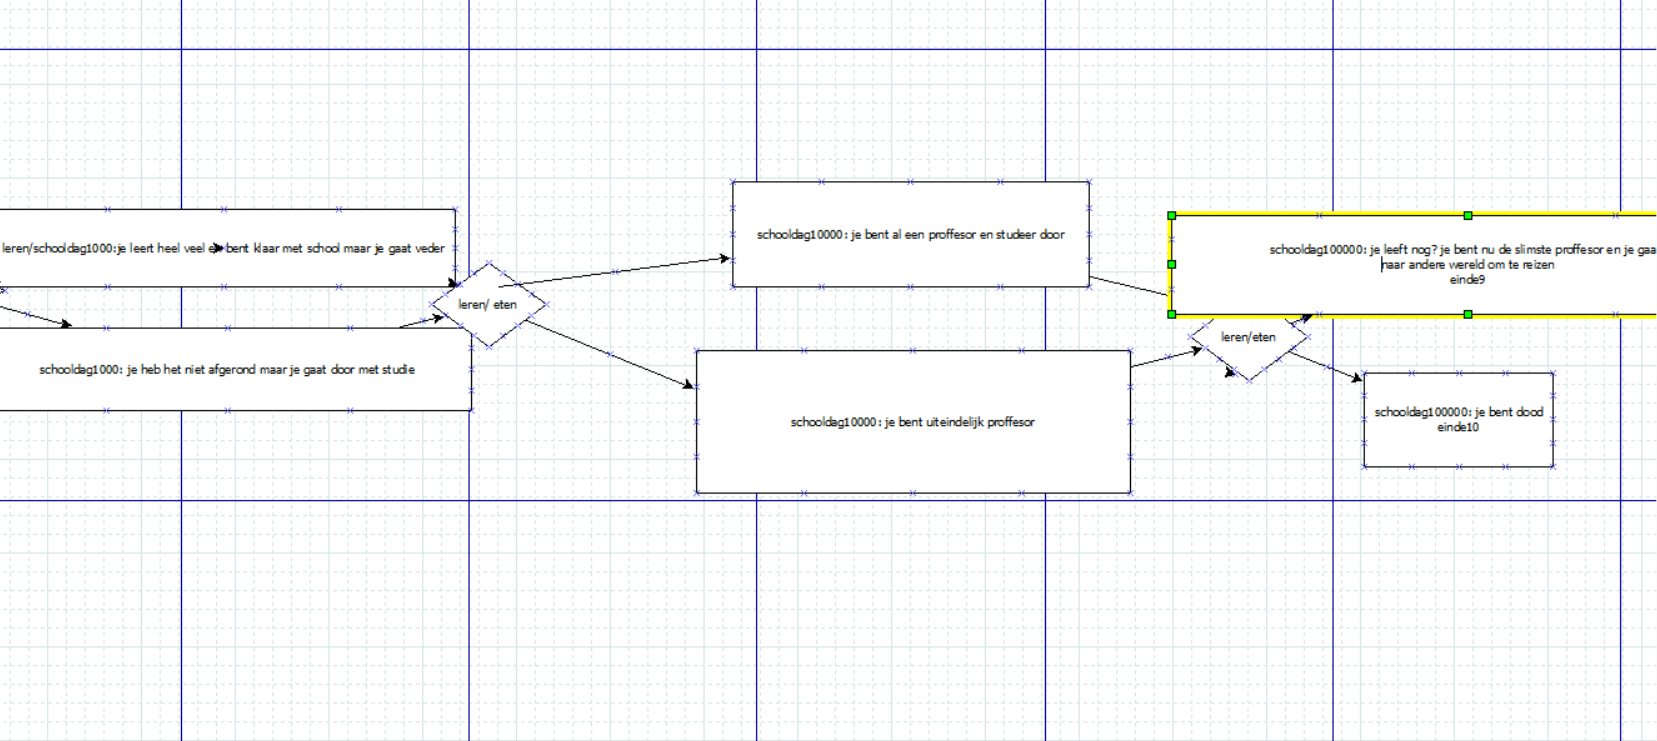 leren/schooldag1000:je leert heel veel en bent klaar met school maar je gaat veder
leren/ eten
schooldag1000: je heb het niet afgerond maar je gaat door met studie
schooldag10000: je bent al een proffesor en studeer door
schooldag10000: je bent uiteindelijk proffesor
schooldag100000: je leeft nog? je bent nu de slimste proffesor en je gaa
naar andere wereld om te reizen
einde9
leren/eten
schooldag100000: je bent dood
einde10